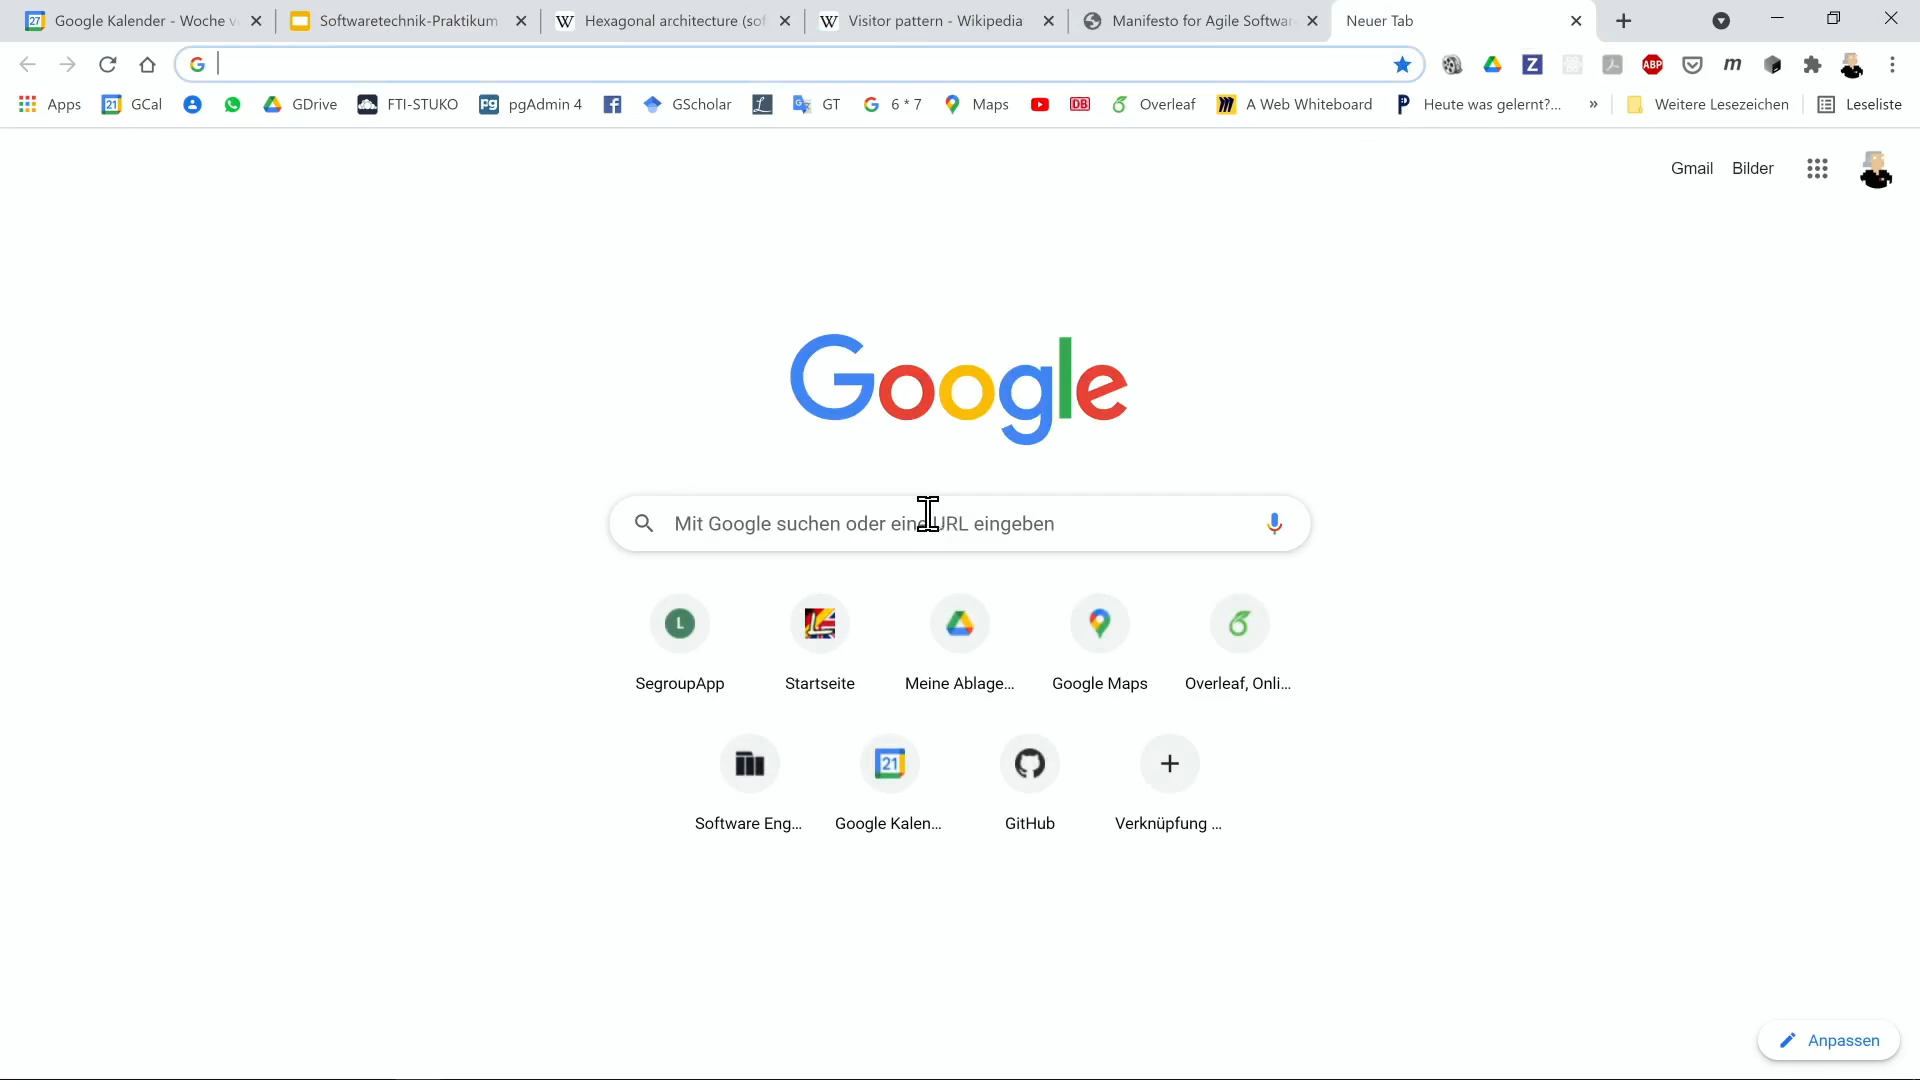 Google Kalender - Woche v
Softwaretechnik-Praktikum
Hexagonal architecture (sof
Visitor pattern - Wikipedia
Manifesto for Agile Softwar
Neuer Tab
Apps
GCal
GDrive
FTI-STUKO
pgAdmin 4
GScholar
GT
6 * 7
Maps
Overleaf
A Web Whiteboard
Heute was gelernt?...
»
Weitere Lesezeichen
Leseliste
Gmail Bilder
Google
Mit Google suchen oder eine URL eingeben
SegroupApp
Startseite
Meine Ablage...
Google Maps
Overleaf, Onli...
Software Eng...
Google Kalen...
GitHub
Verknüpfung ...
Anpassen